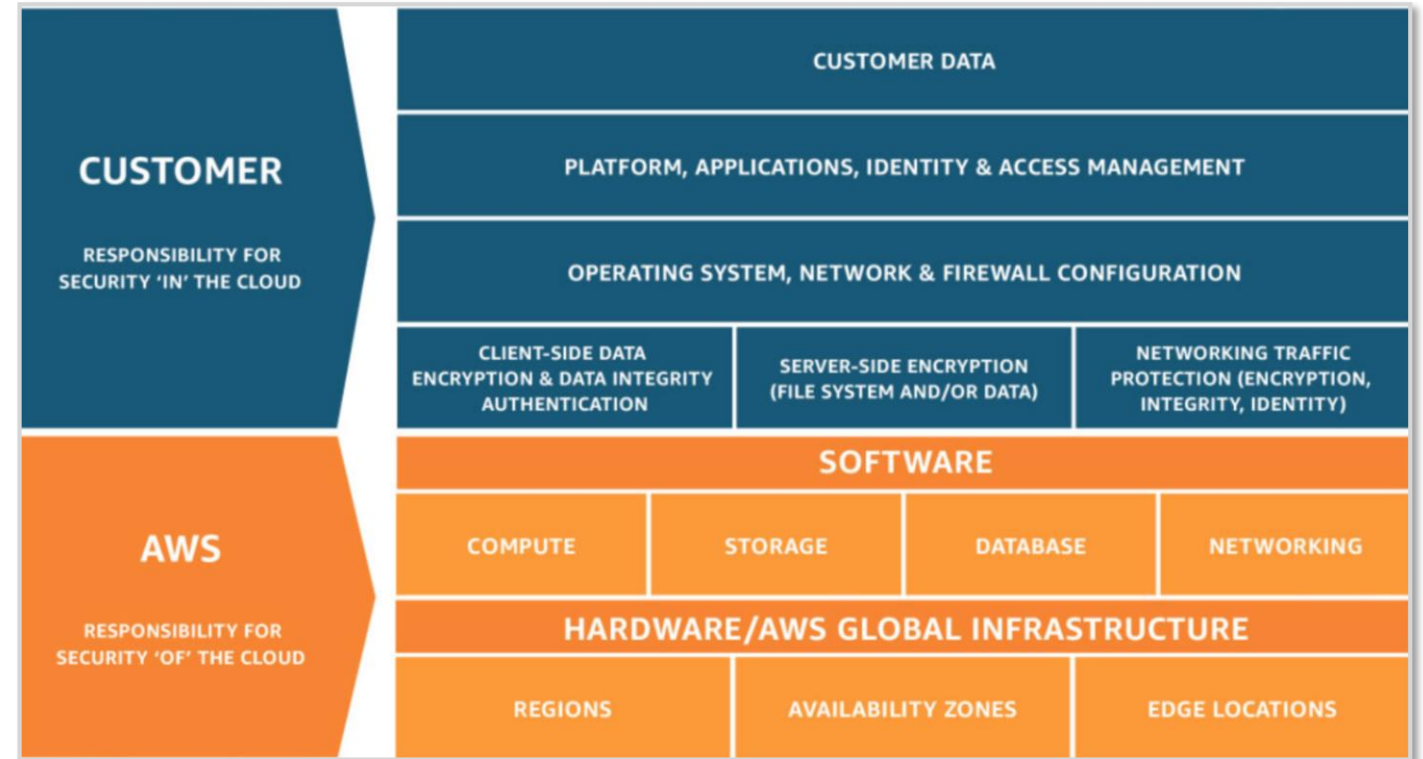 CUSTOMER
RESPONSIBILITY FOR
SECURITY ‘IN’ THE CLOUD
CUSTOMER DATA
PLATFORM, APPLICATIONS, IDENTITY & ACCESS MANAGEMENT
OPERATING SYSTEM, NETWORK & FIREWALL CONFIGURATION
CLIENT-SIDE DATA
ENCRYPTION & DATA INTEGRITY
AUTHENTICATION
SERVER-SIDE ENCRYPTION
(FILE SYSTEM AND/OR DATA)
NETWORKING TRAFFIC
PROTECTION (ENCRYPTION,
INTEGRITY, IDENTITY)
AWS
RESPONSIBILITY FOR
SECURITY ‘OF’ THE CLOUD
SOFTWARE
COMPUTE
STORAGE
DATABASE
NETWORKING
HARDWARE/AWS GLOBAL INFRASTRUCTURE
REGIONS
AVAILABILITY ZONES
EDGE LOCATIONS